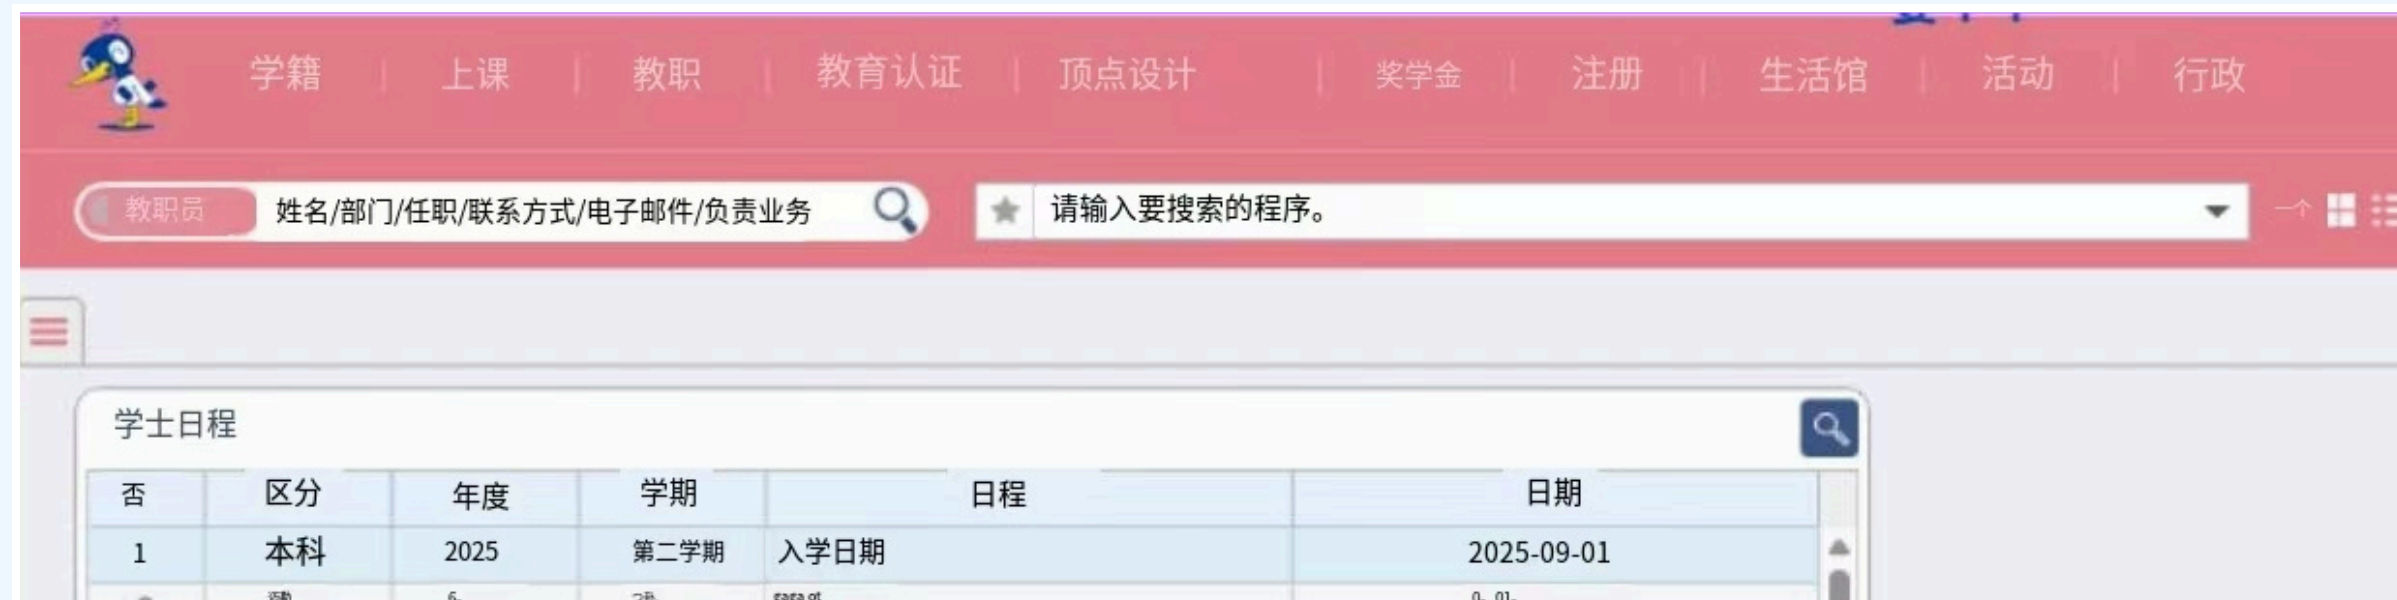 学籍 | 上课 | 教职 | 教育认证 | 顶点设计 | 奖学金 | 注册 | 生活馆 | 活动 | 行政
教职员 姓名/部门/任职/联系方式/电子邮件/负责业务 请输入要搜索的程序。 一个
学士日程
否 区分 年度 学期 日程 日期
1 本科 2025 第二学期 入学日期 2025-09-01